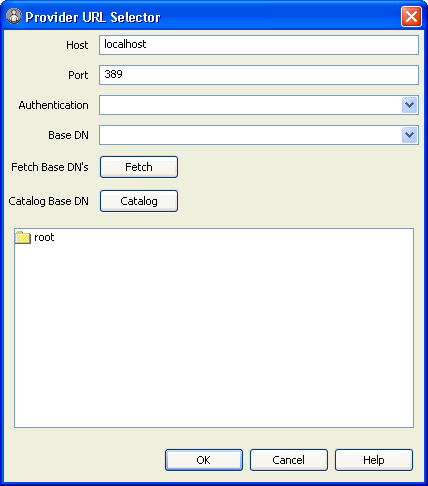 Provider URL Selector
Host localhost
Port 389
Authentication
Base DN
Fetch Base DN's Fetch
Catalog Base DN Catalog
root
OK Cancel Help